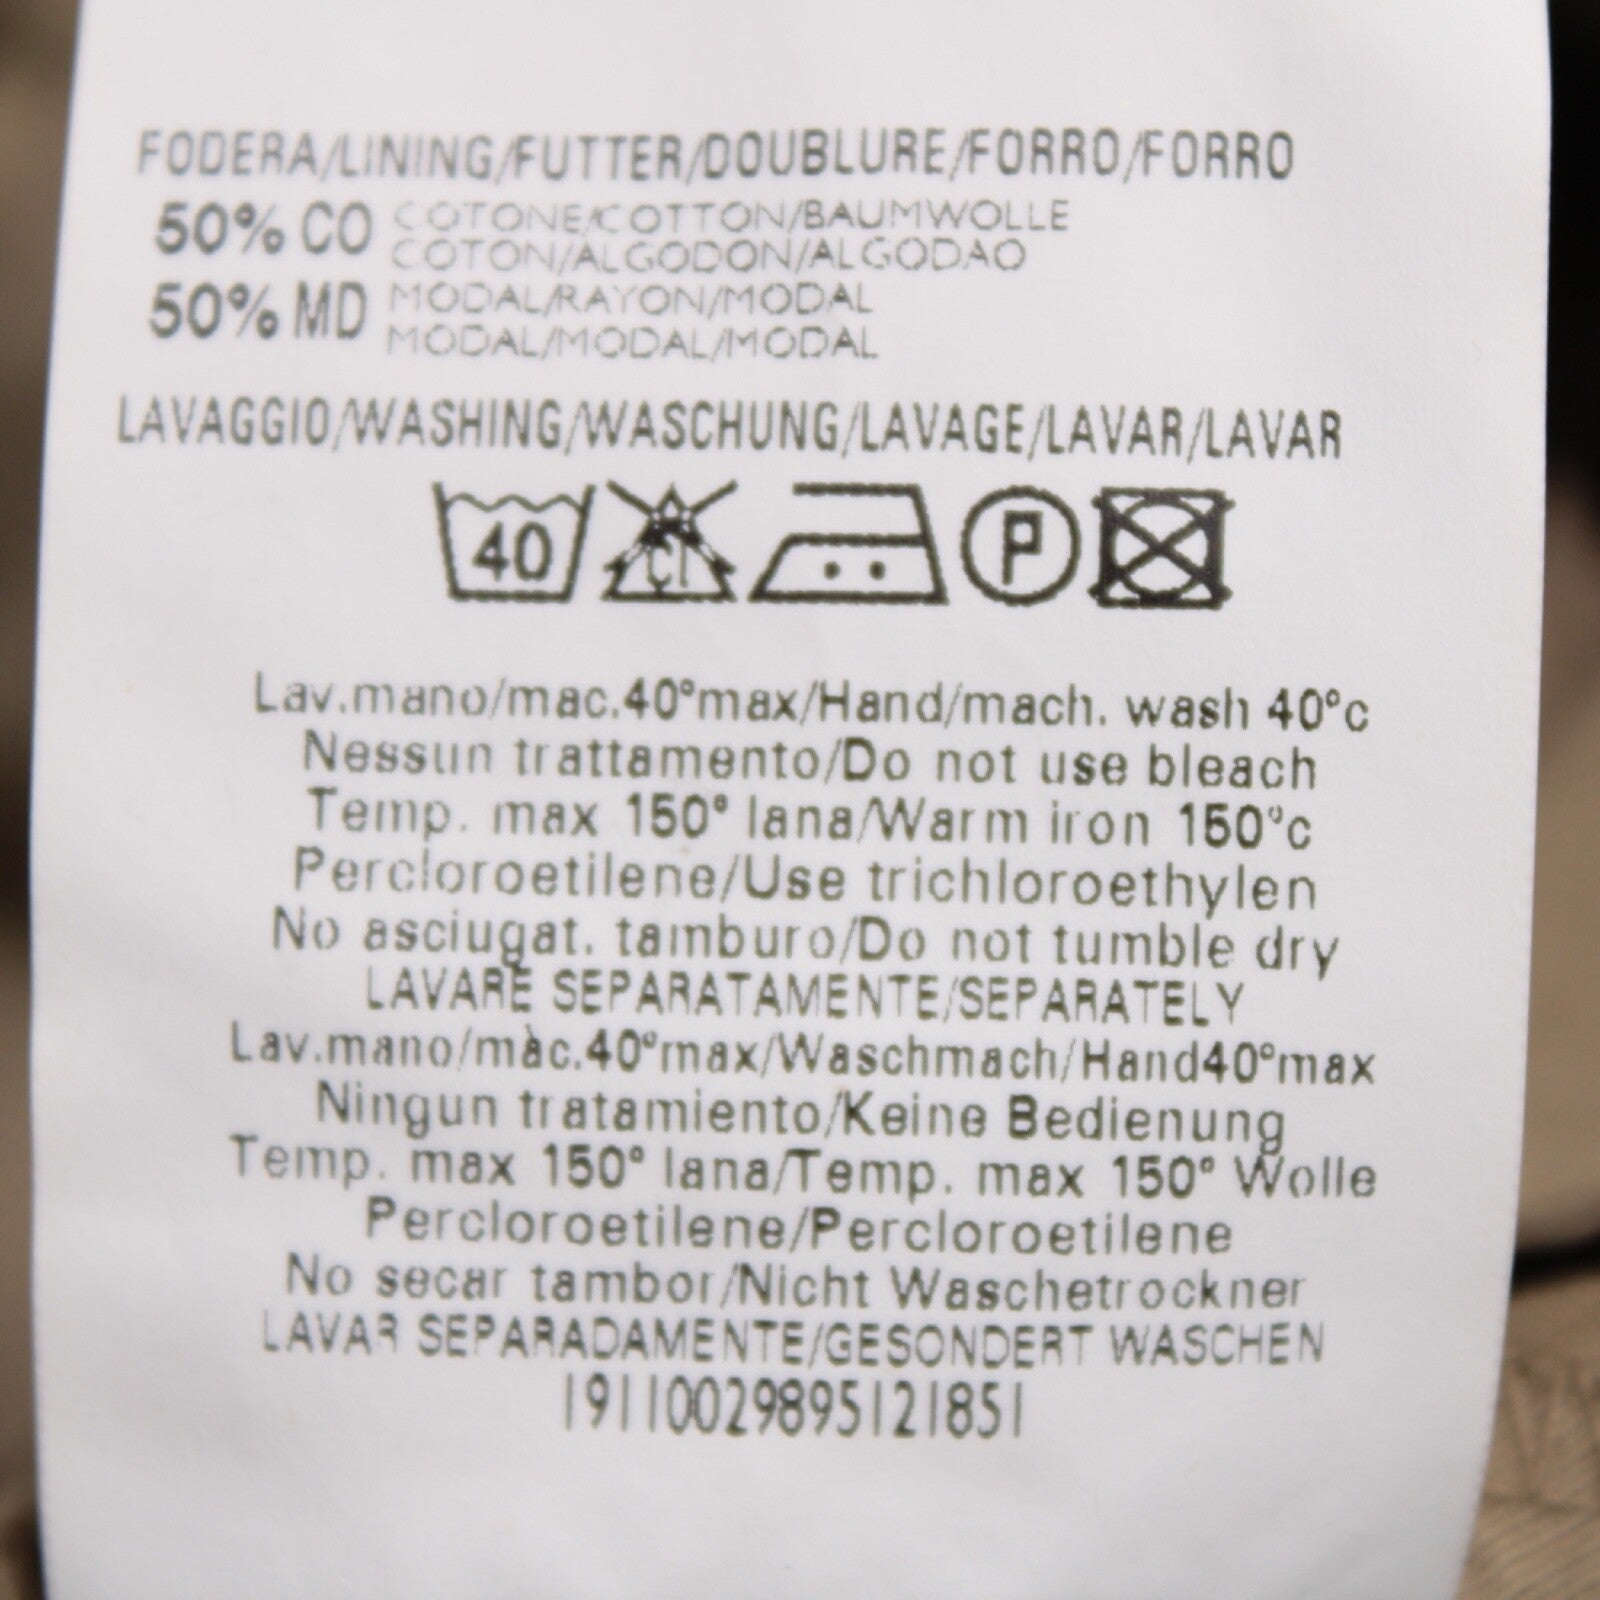 FODERA/LINING/FUTTER/DOUBLURE/FORRO/FORRO
50% CO COTONE/COTTON/BAUMWOLLE
COTON/ALGODON/ALGODAO
50% MD MODAL/RAYON/MODAL
MODAL/MODAL/MODAL
LAVAGGIO/WASHING/WASCHUNG/LAVAGE/LAVAR/LAVAR
40 Cl P
Lav.mano/mac.40°max/Hand/mach. wash 40°c
Nessun trattamento/Do not use bleach
Temp. max 150° lana/Warm iron 150°c
Percloroetilene/Use trichloroethylen
No asciugat. tamburo/Do not tumble dry
LAVARE SEPARATAMENTE/SEPARATELY
Lav.mano/màc.40°max/Waschmach/Hand40°max
Ningun tratamiento/Keine Bedienung
Temp. max 150° lana/Temp. max 150° Wolle
Percloroetilene/Percloroetilene
No secar tambor/Nicht Waschetrockner
LAVAR SEPARADAMENTE/GESONDERT WASCHEN
19110029895121851